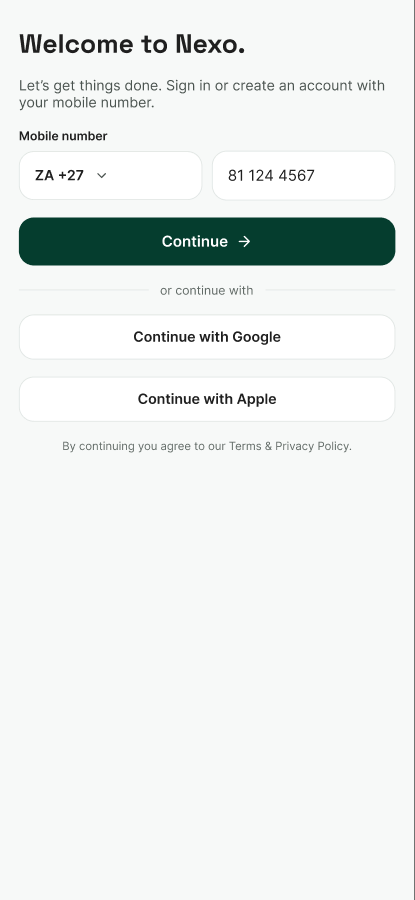 Welcome to Nexo.
Let's get things done. Sign in or create an account with
your mobile number.
Mobile number
ZA +27
81 124 4567
Continue →
or continue with
Continue with Google
Continue with Apple
By continuing you agree to our Terms & Privacy Policy.